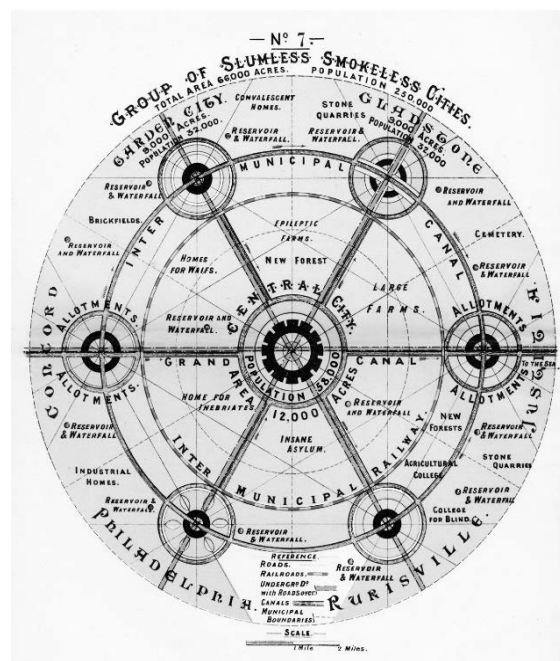 — Nº 7. —
GROUP OF SLUMLESS SMOKELESS CITIES.
TOTAL AREA 66,000 ACRES. POPULATION 250,000
GARDEN CITY.
9,000 ACRES.
POPULATION 32,000.
CONVALESCENT
HOMES.
STONE
QUARRIES
GLADSTONE
9,000 ACRES
POPULATION
32,000
RESERVOIR
& WATERFALL.
RESERVOIR
& WATERFALL.
INTER MUNICIPAL CANAL
RESERVOIR
& WATERFALL
RESERVOIR
AND WATERFALL
BRICKFIELDS.
EPILEPTIC
FARMS.
CEMETERY.
RESERVOIR
AND WATERFALL
HOMES
FOR WAIFS.
NEW FOREST
LARGE
FARMS.
RESERVOIR
& WATERFALL
CONCORD
ALLOTMENTS.
RESERVOIR AND
WATERFALL.
CENTRAL CITY.
ALLOTMENTS
JUSTITIA
GRAND CANAL
TO THE SEA
ALLOTMENTS.
AREA 12,000 ACRES
POPULATION 58,000
ALLOTMENTS
HOME FOR
INEBRIATES.
RESERVOIR
AND WATERFALL
NEW
FORESTS
RESERVOIR
& WATERFALL
INSANE
ASYLUM.
RESERVOIR
& WATERFALL
INTER MUNICIPAL RAILWAY.
STONE
QUARRIES
INDUSTRIAL
HOMES.
AGRICULTURAL
COLLEGE
RESERVOIR &
WATERFALL
RESERVOIR
& WATERFALL
COLLEGE
FOR BLIND.
RESERVOIR
& WATERFALL.
PHILADELPHIA.
RURISVILLE.
RESERVOIR
& WATERFALL
REFERENCE.
ROADS.
RAILROADS.
UNDERGRD Dº
WITH ROADS OVER
CANALS
MUNICIPAL
BOUNDARIES
SCALE.
1 MILE 2 MILES.